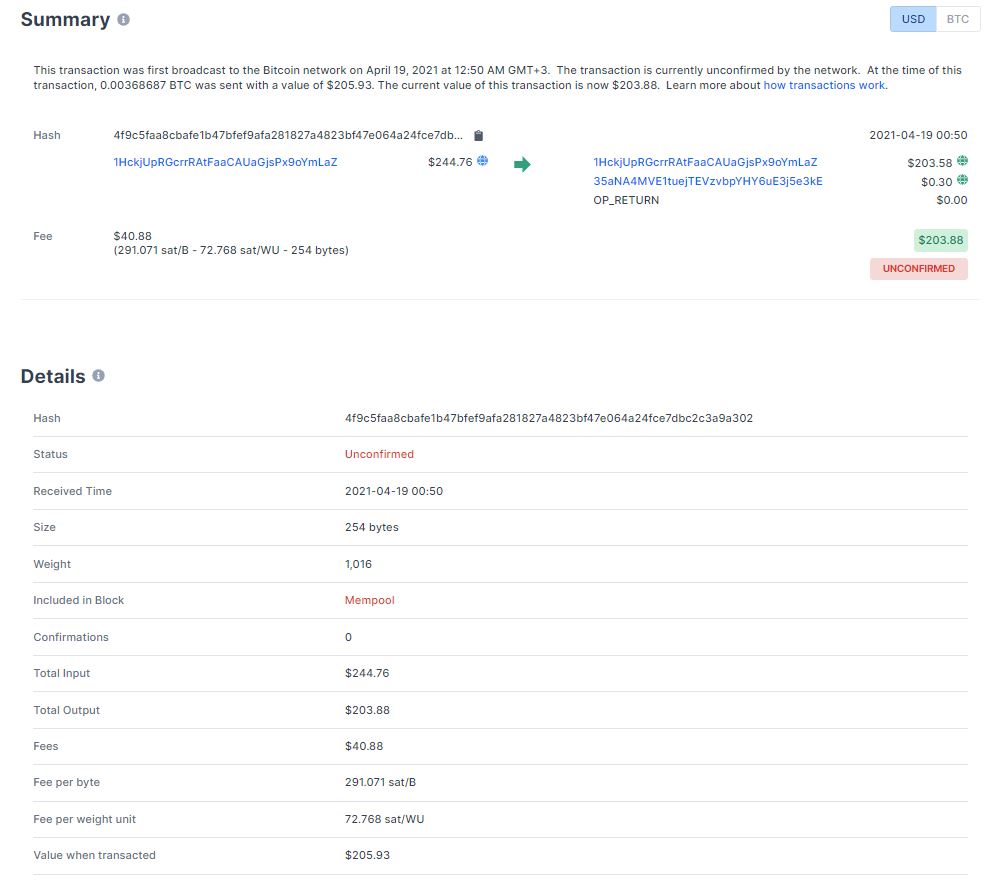 Summary
USD BTC
This transaction was first broadcast to the Bitcoin network on April 19, 2021 at 12:50 AM GMT+3. The transaction is currently unconfirmed by the network. At the time of this
transaction, 0.00368687 BTC was sent with a value of $205.93. The current value of this transaction is now $203.88. Learn more about how transactions work.
Hash 4f9c5faa8cbafe1b47bfef9afa281827a4823bf47e064a24fce7db... 2021-04-19 00:50
1HckjUpRGcrrRAtFaaCAUaGjsPx9oYmLaZ $244.76 1HckjUpRGcrrRAtFaaCAUaGjsPx9oYmLaZ $203.58
35aNA4MVE1tuejTEVzvbpYHY6uE3j5e3kE $0.30
OP_RETURN $0.00
Fee $40.88 $203.88
(291.071 sat/B - 72.768 sat/WU - 254 bytes)
UNCONFIRMED
Details
Hash 4f9c5faa8cbafe1b47bfef9afa281827a4823bf47e064a24fce7dbc2c3a9a302
Status Unconfirmed
Received Time 2021-04-19 00:50
Size 254 bytes
Weight 1,016
Included in Block Mempool
Confirmations 0
Total Input $244.76
Total Output $203.88
Fees $40.88
Fee per byte 291.071 sat/B
Fee per weight unit 72.768 sat/WU
Value when transacted $205.93